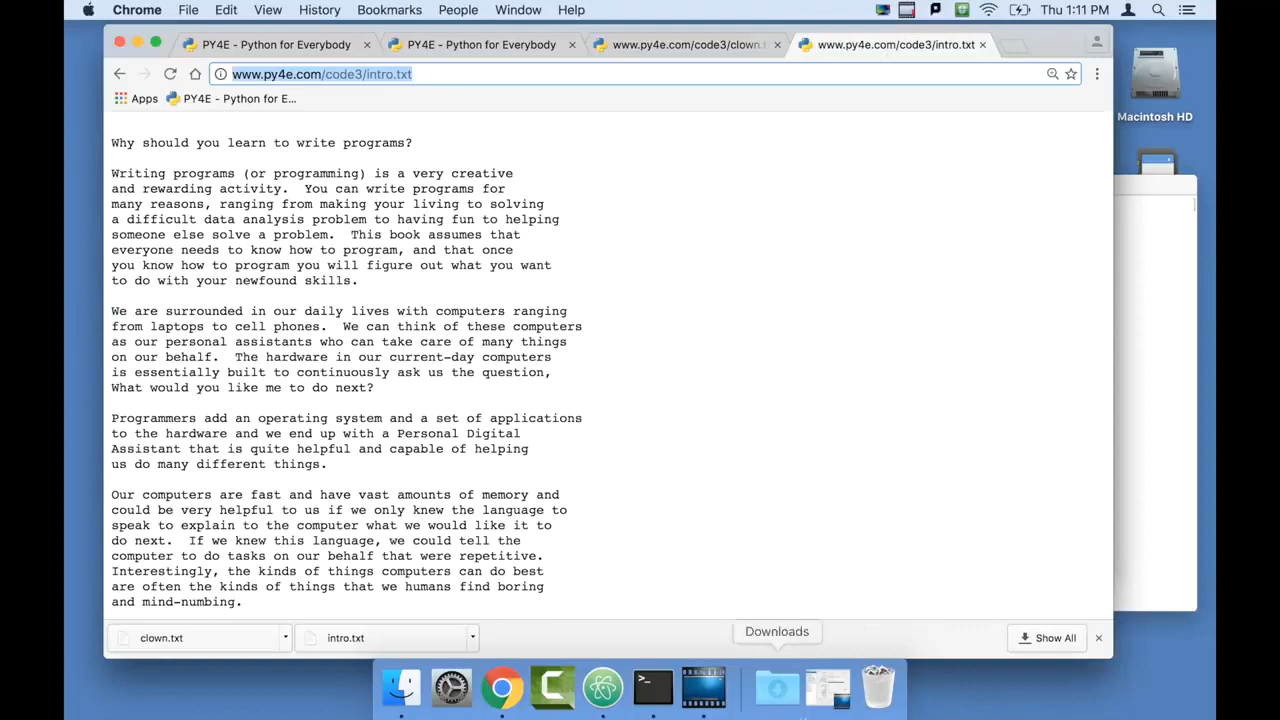 Chrome File Edit View History Bookmarks People Window Help Thu 1:11 PM
PY4E - Python for Everybody PY4E - Python for Everybody www.py4e.com/code3/clown.t www.py4e.com/code3/intro.txt
www.py4e.com/code3/intro.txt
Apps PY4E - Python for E...
Macintosh HD
Why should you learn to write programs?
Writing programs (or programming) is a very creative
and rewarding activity.  You can write programs for
many reasons, ranging from making your living to solving
a difficult data analysis problem to having fun to helping
someone else solve a problem.  This book assumes that
everyone needs to know how to program, and that once
you know how to program you will figure out what you want
to do with your newfound skills.
We are surrounded in our daily lives with computers ranging
from laptops to cell phones.  We can think of these computers
as our personal assistants who can take care of many things
on our behalf.  The hardware in our current-day computers
is essentially built to continuously ask us the question,
What would you like me to do next?
Programmers add an operating system and a set of applications
to the hardware and we end up with a Personal Digital
Assistant that is quite helpful and capable of helping
us do many different things.
Our computers are fast and have vast amounts of memory and
could be very helpful to us if we only knew the language to
speak to explain to the computer what we would like it to
do next.  If we knew this language, we could tell the
computer to do tasks on our behalf that were repetitive.
Interestingly, the kinds of things computers can do best
are often the kinds of things that we humans find boring
and mind-numbing.
clown.txt intro.txt Downloads Show All